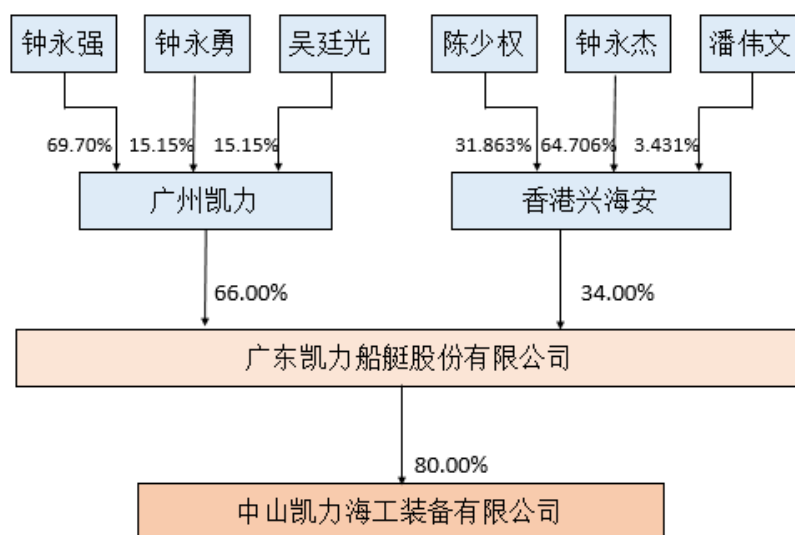 钟永强 钟永勇 吴廷光 陈少权 钟永杰 潘伟文
69.70% 15.15% 15.15% 31.863% 64.706% 3.431%
广州凯力 香港兴海安
66.00% 34.00%
广东凯力船艇股份有限公司
80.00%
中山凯力海工装备有限公司